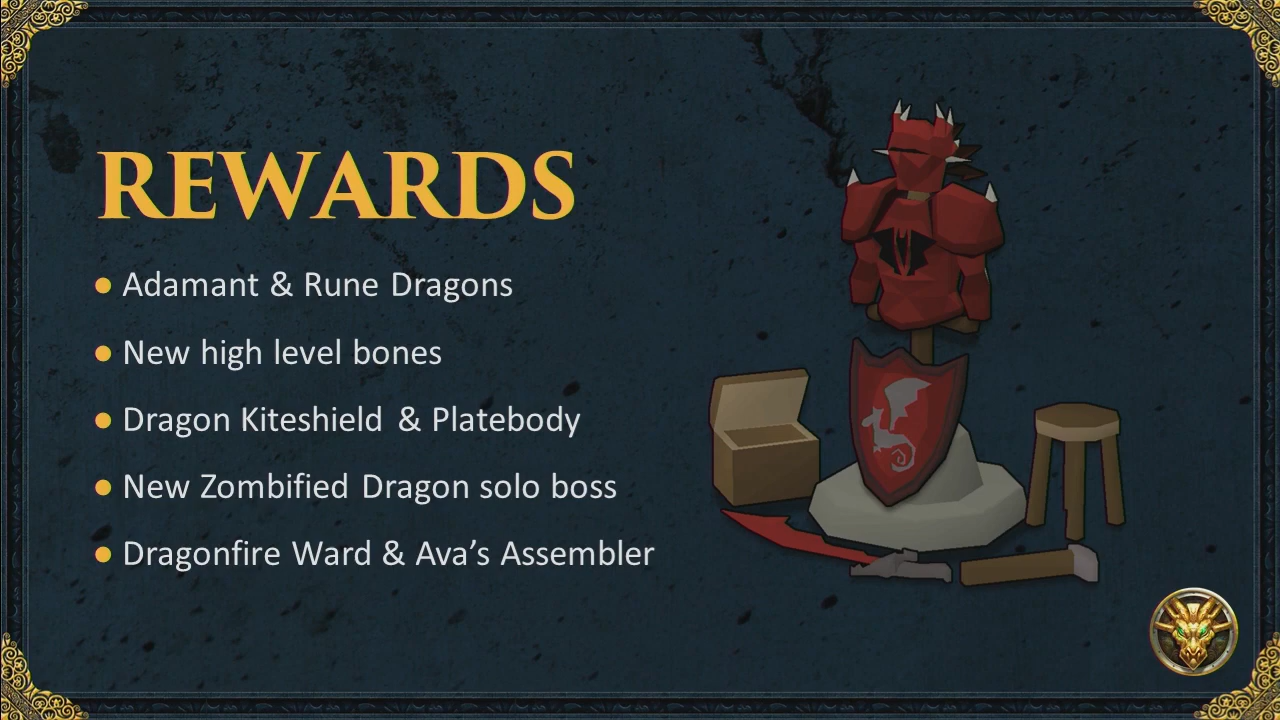 REWARDS
Adamant & Rune Dragons
New high level bones
Dragon Kiteshield & Platebody
New Zombified Dragon solo boss
Dragonfire Ward & Ava’s Assembler